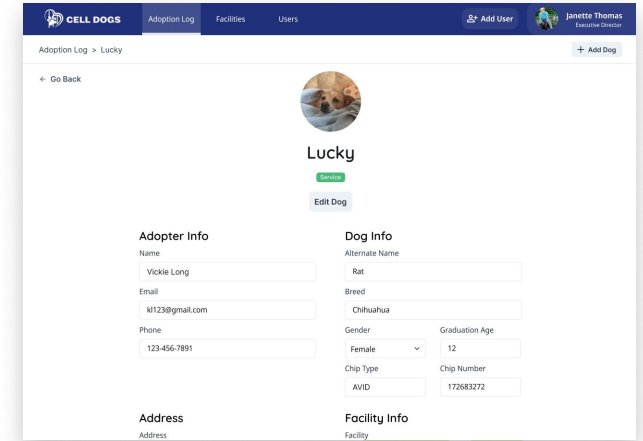 CELL DOGS
Adoption Log Facilities Users
Add User
Janette Thomas
Executive Director
Adoption Log > Lucky
+ Add Dog
← Go Back
Lucky
Service
Edit Dog
Adopter Info
Name
Vickie Long
Email
kl123@gmail.com
Phone
123-456-7891
Dog Info
Alternate Name
Rat
Breed
Chihuahua
Gender Graduation Age
Female 12
Chip Type Chip Number
AVID 172683272
Address
Address
Facility Info
Facility